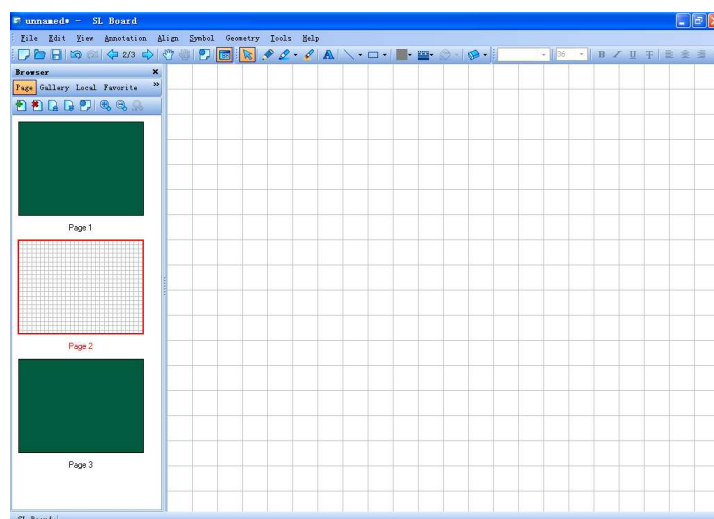 unnamed* - SL Board
File Edit View Annotation Align Symbol Geometry Tools Help
2/3 A 36 B I U T
Browser ×
Page Gallery Local Favorite »
Page 1
Page 2
Page 3
SL Board